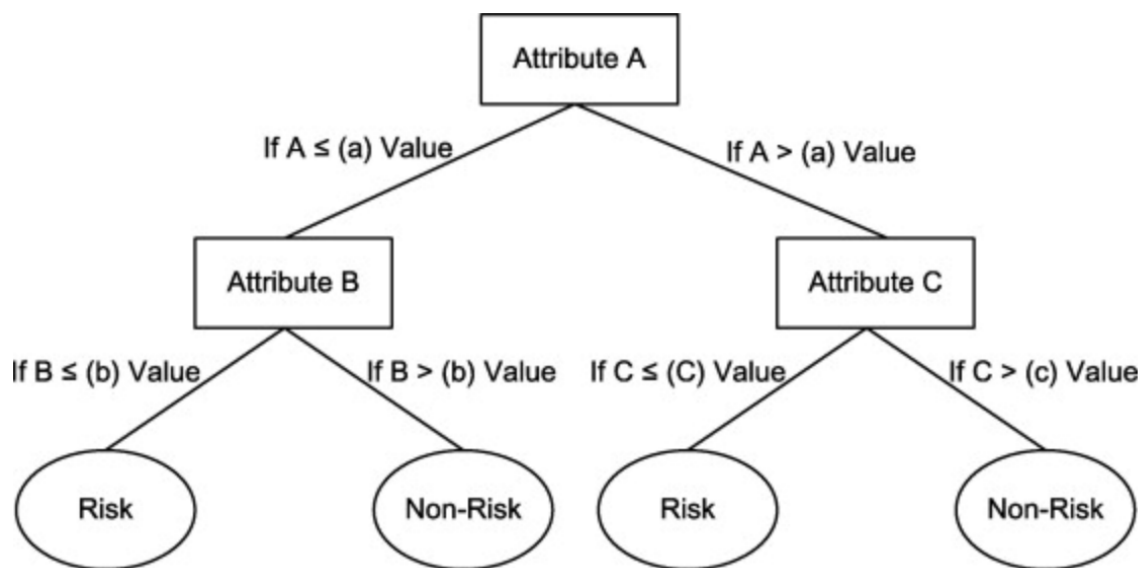 Attribute A
If A ≤ (a) Value
If A > (a) Value
Attribute B
Attribute C
If B ≤ (b) Value
If B > (b) Value
If C ≤ (C) Value
If C > (c) Value
Risk
Non-Risk
Risk
Non-Risk